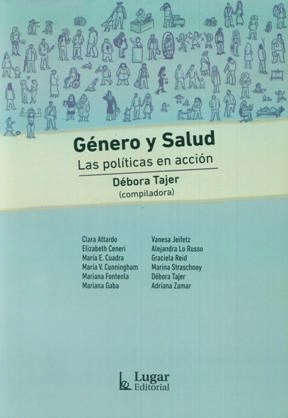 Género y Salud
Las políticas en acción
Débora Tajer
(compiladora)
Clara Attardo
Elizabeth Ceneri
María E. Cuadra
María V. Cunningham
Mariana Fontenla
Mariana Gaba
Vanesa Jeifetz
Alejandra Lo Russo
Graciela Reid
Marina Straschnoy
Débora Tajer
Adriana Zamar
Lugar
Editorial